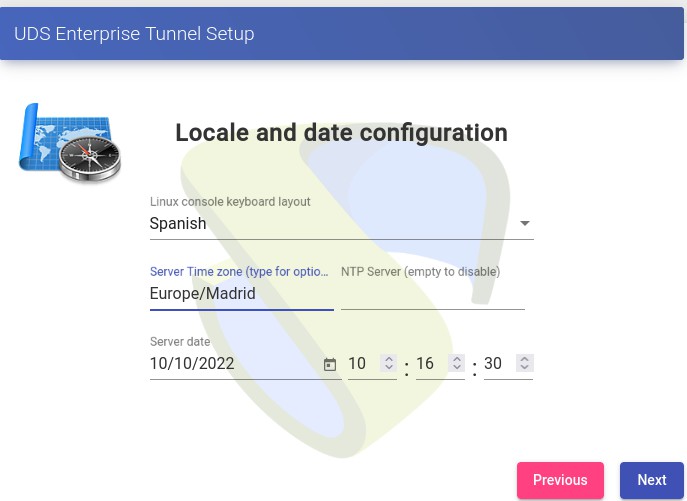 UDS Enterprise Tunnel Setup
Locale and date configuration
Linux console keyboard layout
Spanish
Server Time zone (type for optio... NTP Server (empty to disable)
Europe/Madrid
Server date
10/10/2022 10 : 16 : 30
Previous Next